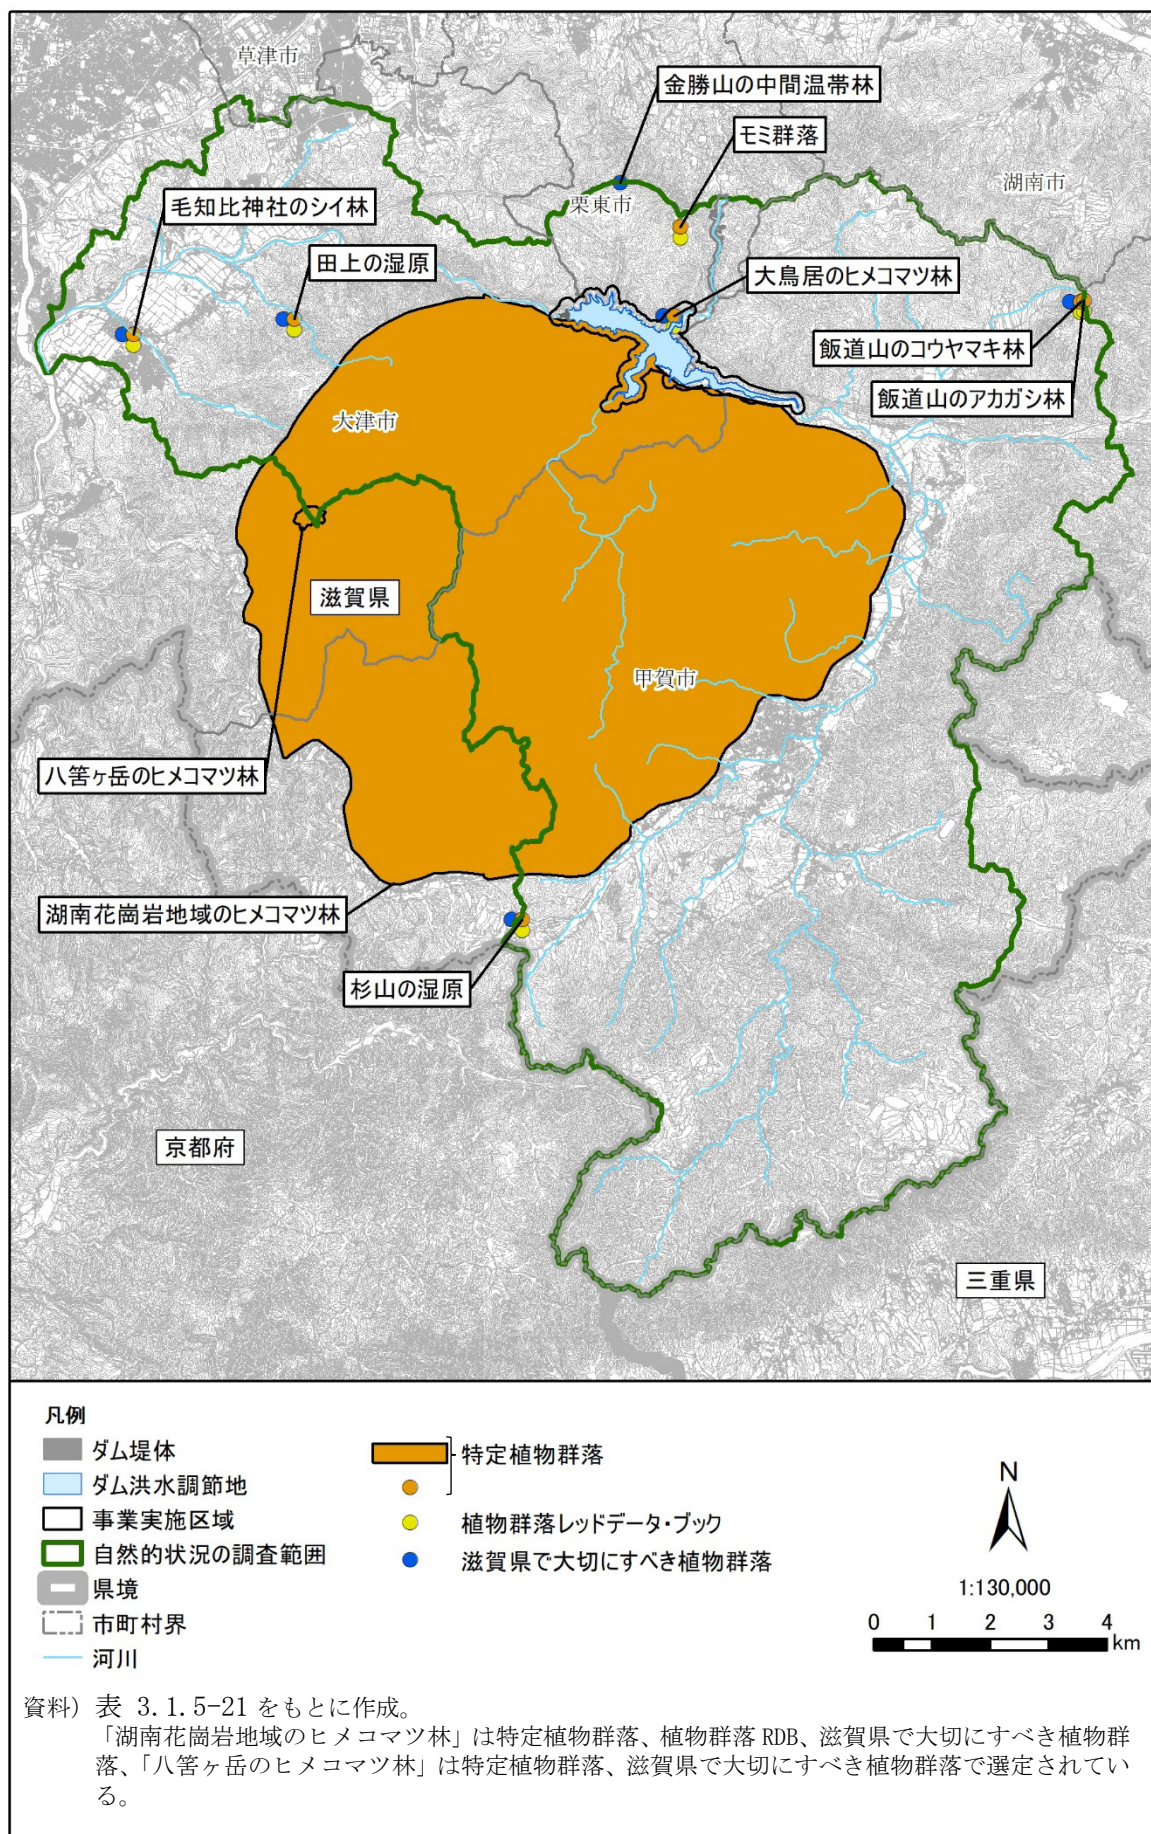 草津市
金勝山の中間温帯林
モミ群落
湖南市
栗東市
毛知比神社のシイ林
田上の湿原
大鳥居のヒメコマツ林
飯道山のコウヤマキ林
飯道山のアカガシ林
大津市
滋賀県
甲賀市
八筈ヶ岳のヒメコマツ林
湖南花崗岩地域のヒメコマツ林
杉山の湿原
京都府
三重県
凡例
ダム堤体
ダム洪水調節地
事業実施区域
自然的状況の調査範囲
県境
市町村界
河川
特定植物群落
植物群落レッドデータ・ブック
滋賀県で大切にすべき植物群落
N
1:130,000
0 1 2 3 4
km
資料）表 3.1.5-21 をもとに作成。
「湖南花崗岩地域のヒメコマツ林」は特定植物群落、植物群落 RDB、滋賀県で大切にすべき植物群
落、「八筈ヶ岳のヒメコマツ林」は特定植物群落、滋賀県で大切にすべき植物群落で選定されてい
る。